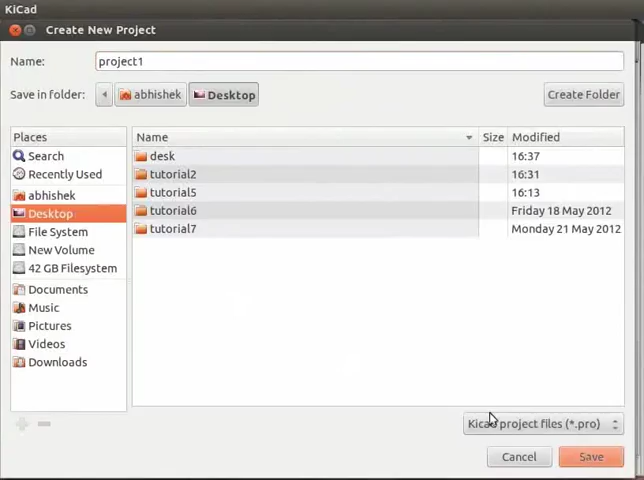 KiCad
Create New Project
Name: project1
Save in folder: abhishek Desktop Create Folder
Places Name Size Modified
Search desk 16:37
Recently Used tutorial2 16:31
abhishek tutorial5 16:13
Desktop tutorial6 Friday 18 May 2012
File System tutorial7 Monday 21 May 2012
New Volume
42 GB Filesystem
Documents
Music
Pictures
Videos
Downloads
Kicad project files (*.pro)
Cancel Save